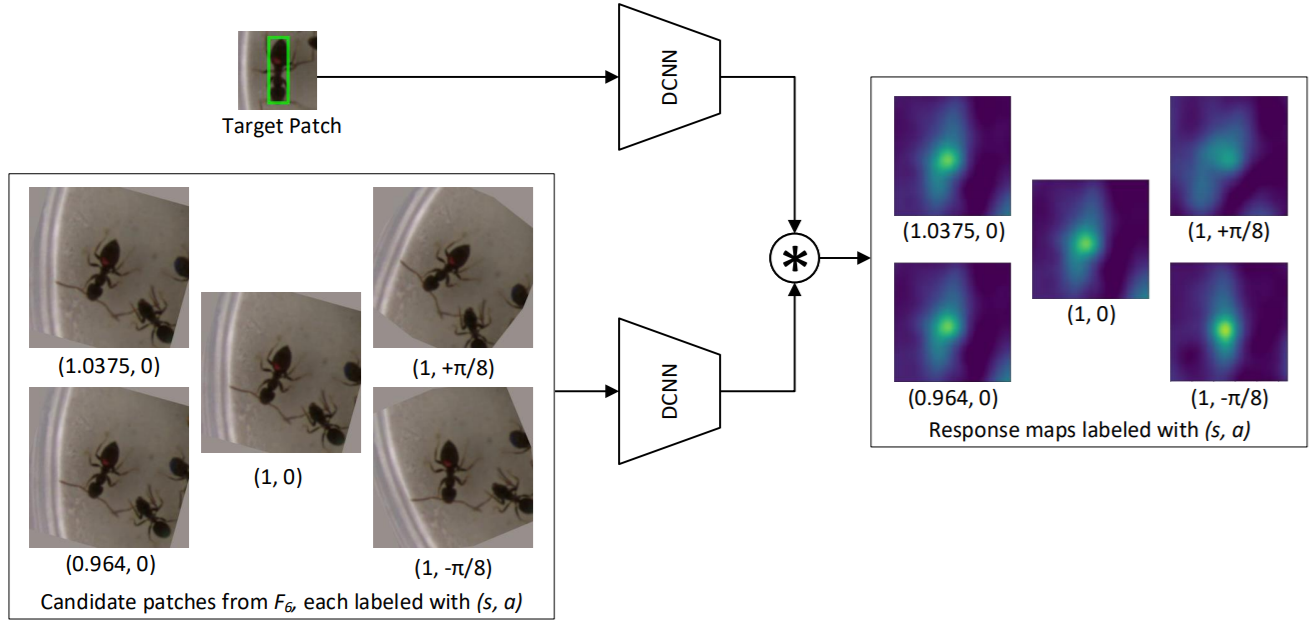 Target Patch
DCNN
(1.0375, 0)
(1, +π/8)
(1, 0)
(0.964, 0)
(1, -π/8)
Candidate patches from F₆, each labeled with (s, a)
DCNN
*
(1.0375, 0)
(1, +π/8)
(1, 0)
(0.964, 0)
(1, -π/8)
Response maps labeled with (s, a)